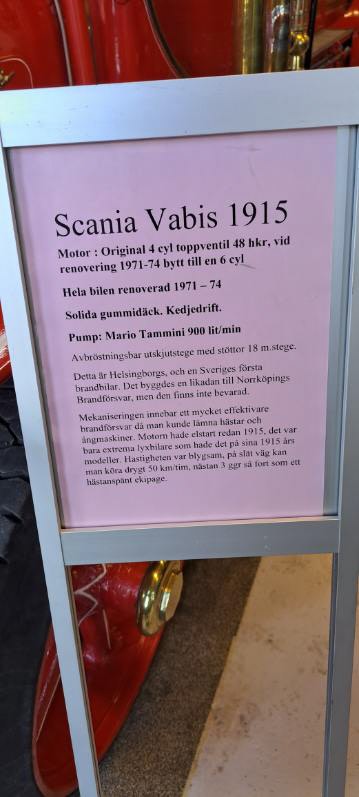 Scania Vabis 1915
Motor : Original 4 cyl toppventil 48 hkr, vid
renovering 1971-74 bytt till en 6 cyl
Hela bilen renoverad 1971 – 74
Solida gummidäck. Kedjedrift.
Pump: Mario Tammini 900 lit/min
Avbröstningsbar utskjutstege med stöttor 18 m.stege.
Detta är Helsingborgs, och en Sveriges första
brandbilar. Det byggdes en likadan till Norrköpings
Brandförsvar, men den finns inte bevarad.
Mekaniseringen innebar ett mycket effektivare
brandförsvar då man kunde lämna hästar och
ångmaskiner. Motorn hade elstart redan 1915, det var
bara extrema lyxbilare som hade det på sina 1915 års
modeller. Hastigheten var blygsam, på slät väg kan
man köra drygt 50 km/tim, nästan 3 ggr så fort som ett
hästanspänt ekipage.